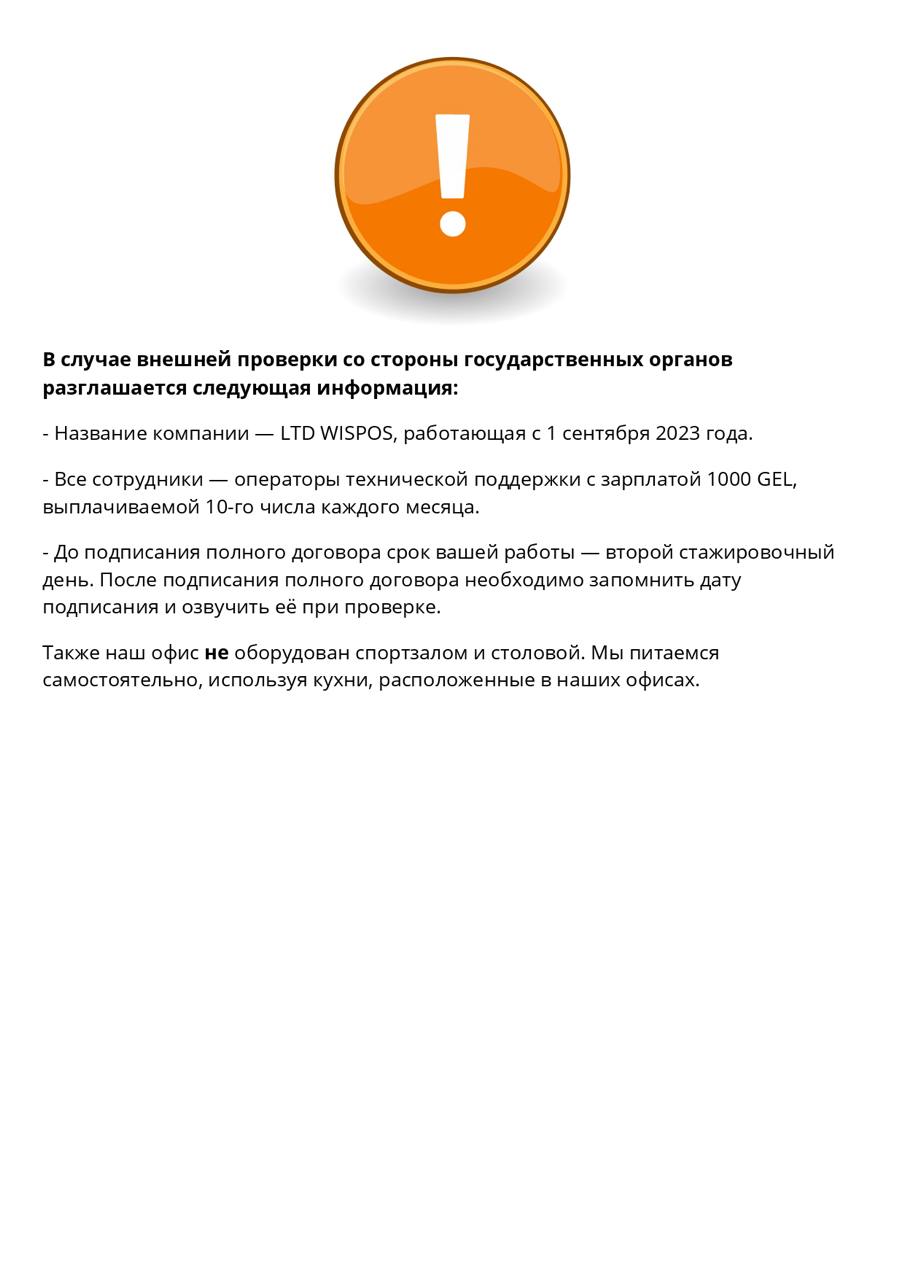 В случае внешней проверки со стороны государственных органов
разглашается следующая информация:
- Название компании — LTD WISPOS, работающая с 1 сентября 2023 года.
- Все сотрудники — операторы технической поддержки с зарплатой 1000 GEL,
выплачиваемой 10-го числа каждого месяца.
- До подписания полного договора срок вашей работы — второй стажировочный
день. После подписания полного договора необходимо запомнить дату
подписания и озвучить её при проверке.
Также наш офис не оборудован спортзалом и столовой. Мы питаемся
самостоятельно, используя кухни, расположенные в наших офисах.